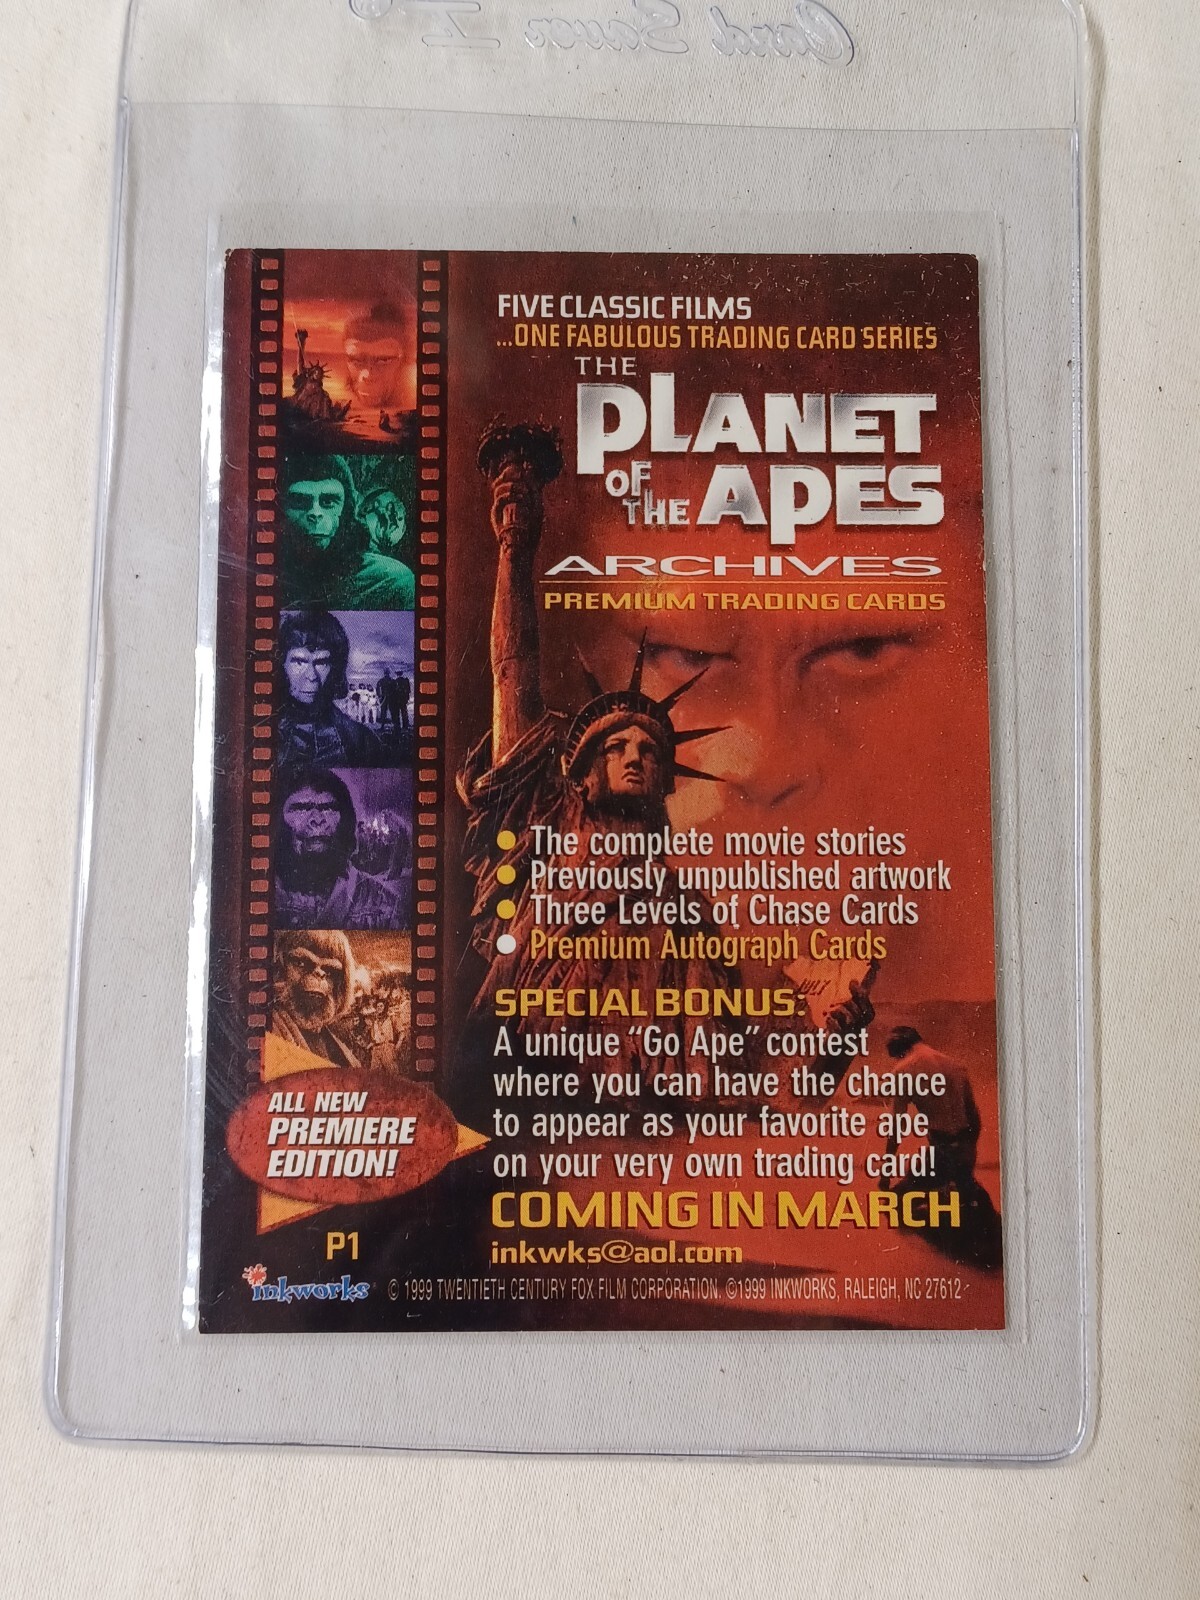 Card Saver II
FIVE CLASSIC FILMS
...ONE FABULOUS TRADING CARD SERIES
THE
PLANET
OF THE APES
ARCHIVES
PREMIUM TRADING CARDS
The complete movie stories
Previously unpublished artwork
Three Levels of Chase Cards
Premium Autograph Cards
JULY
SPECIAL BONUS:
A unique "Go Ape" contest
where you can have the chance
to appear as your favorite ape
on your very own trading card!
COMING IN MARCH
inkwks@aol.com
ALL NEW
PREMIERE
EDITION!
P1
inkworks
© 1999 TWENTIETH CENTURY FOX FILM CORPORATION. ©1999 INKWORKS, RALEIGH, NC 27612